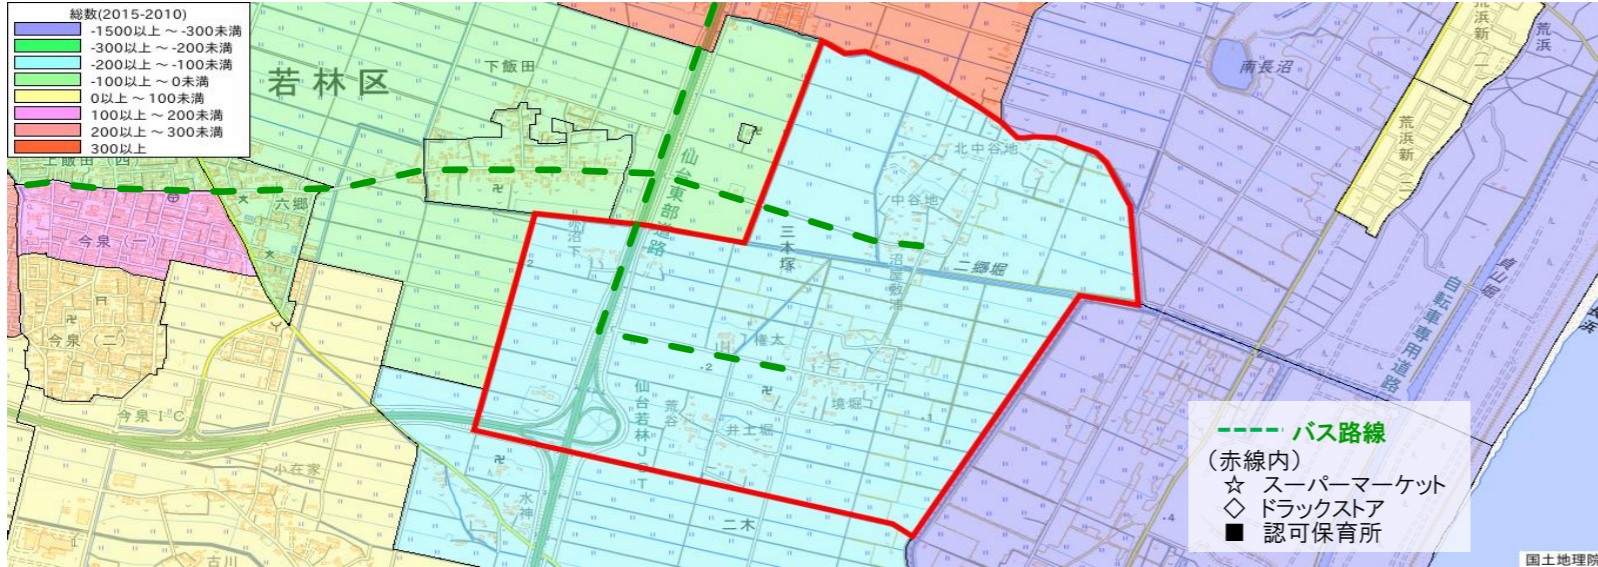 総数(2015-2010)
-1500以上 ～ -300未満
-300以上 ～ -200未満
-200以上 ～ -100未満
-100以上 ～ 0未満
0以上 ～ 100未満
100以上 ～ 200未満
200以上 ～ 300未満
300以上
若林区
下飯田
上飯田（四）
六郷
今泉（一）
今泉（二）
今泉ＩＣ
小在家
古川
水神
二木
仙台東部道路
仙台若林ＪＣＴ
三本塚
北中谷地
中谷地
沼屋敷浦
二郷堀
権太
荒谷
井土堀
境堀
南長沼
荒浜新（一）
荒浜新（二）
荒浜
貞山堀
自転車専用道路
バス路線
（赤線内）
☆ スーパーマーケット
◇ ドラックストア
■ 認可保育所
国土地理院